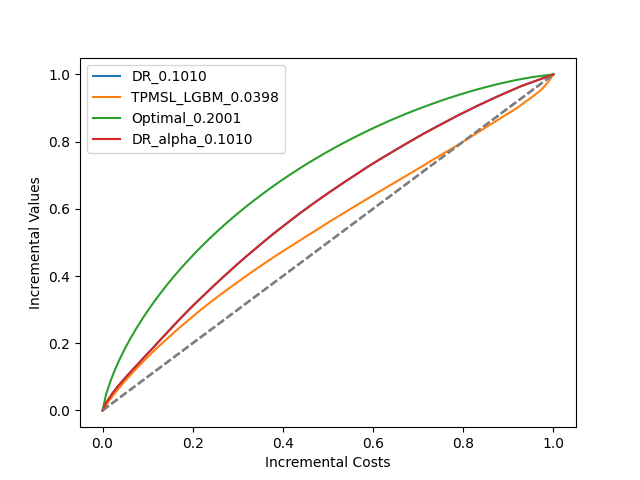 DR_0.1010
TPMSL_LGBM_0.0398
Optimal_0.2001
DR_alpha_0.1010
1.0
0.8
0.6
0.4
0.2
0.0
Incremental Values
0.0 0.2 0.4 0.6 0.8 1.0
Incremental Costs